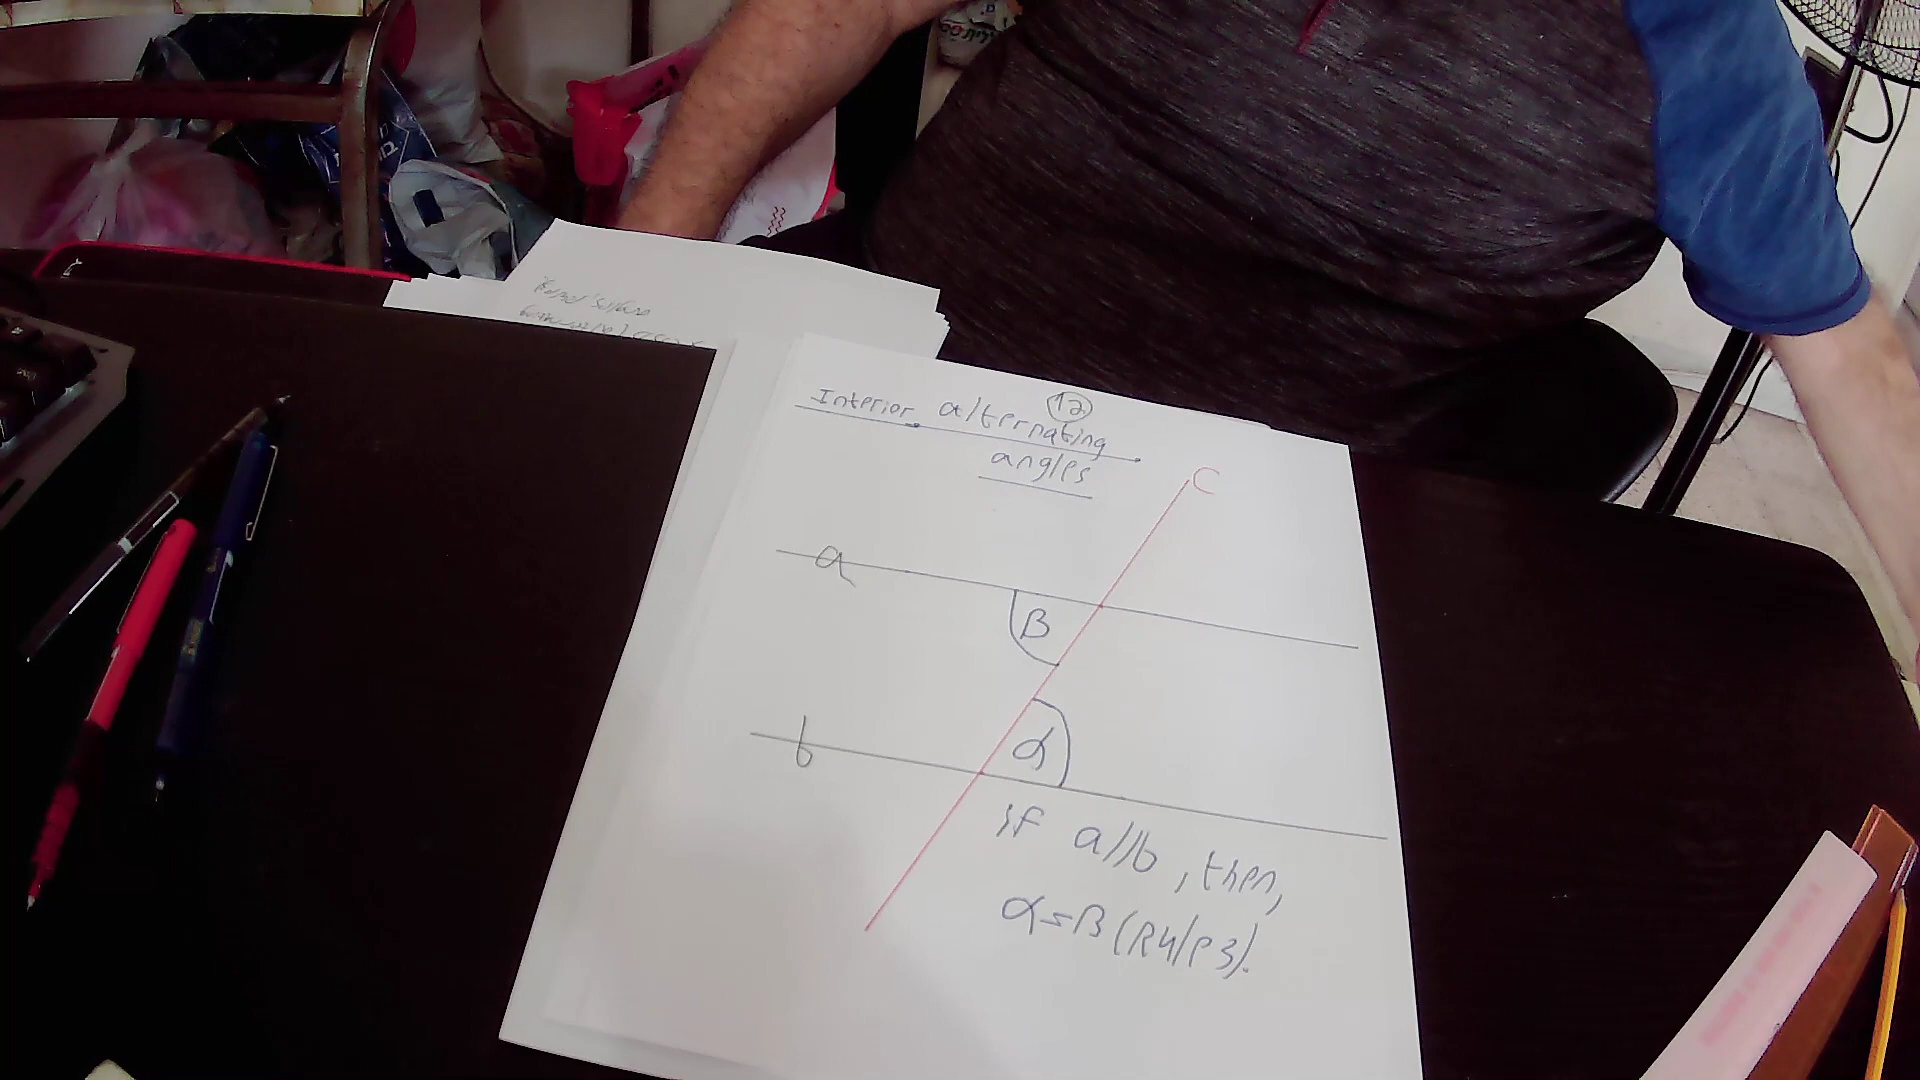 12
Interior alternating
angles
C
a
β
α
b
if a//b, then,
α=β (R4/P3).